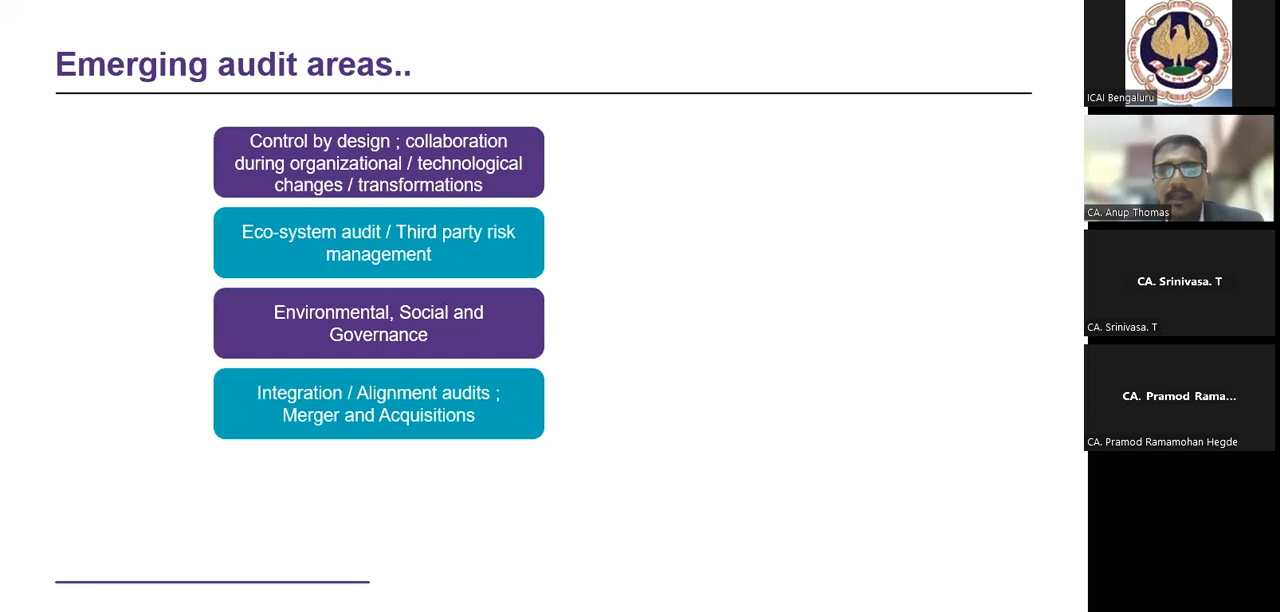 Emerging audit areas..
Control by design ; collaboration
during organizational / technological
changes / transformations
Eco-system audit / Third party risk
management
Environmental, Social and
Governance
Integration / Alignment audits ;
Merger and Acquisitions
ICAI Bengaluru
CA. Anup Thomas
CA. Srinivasa. T
CA. Srinivasa. T
CA. Pramod Rama...
CA. Pramod Ramamohan Hegde